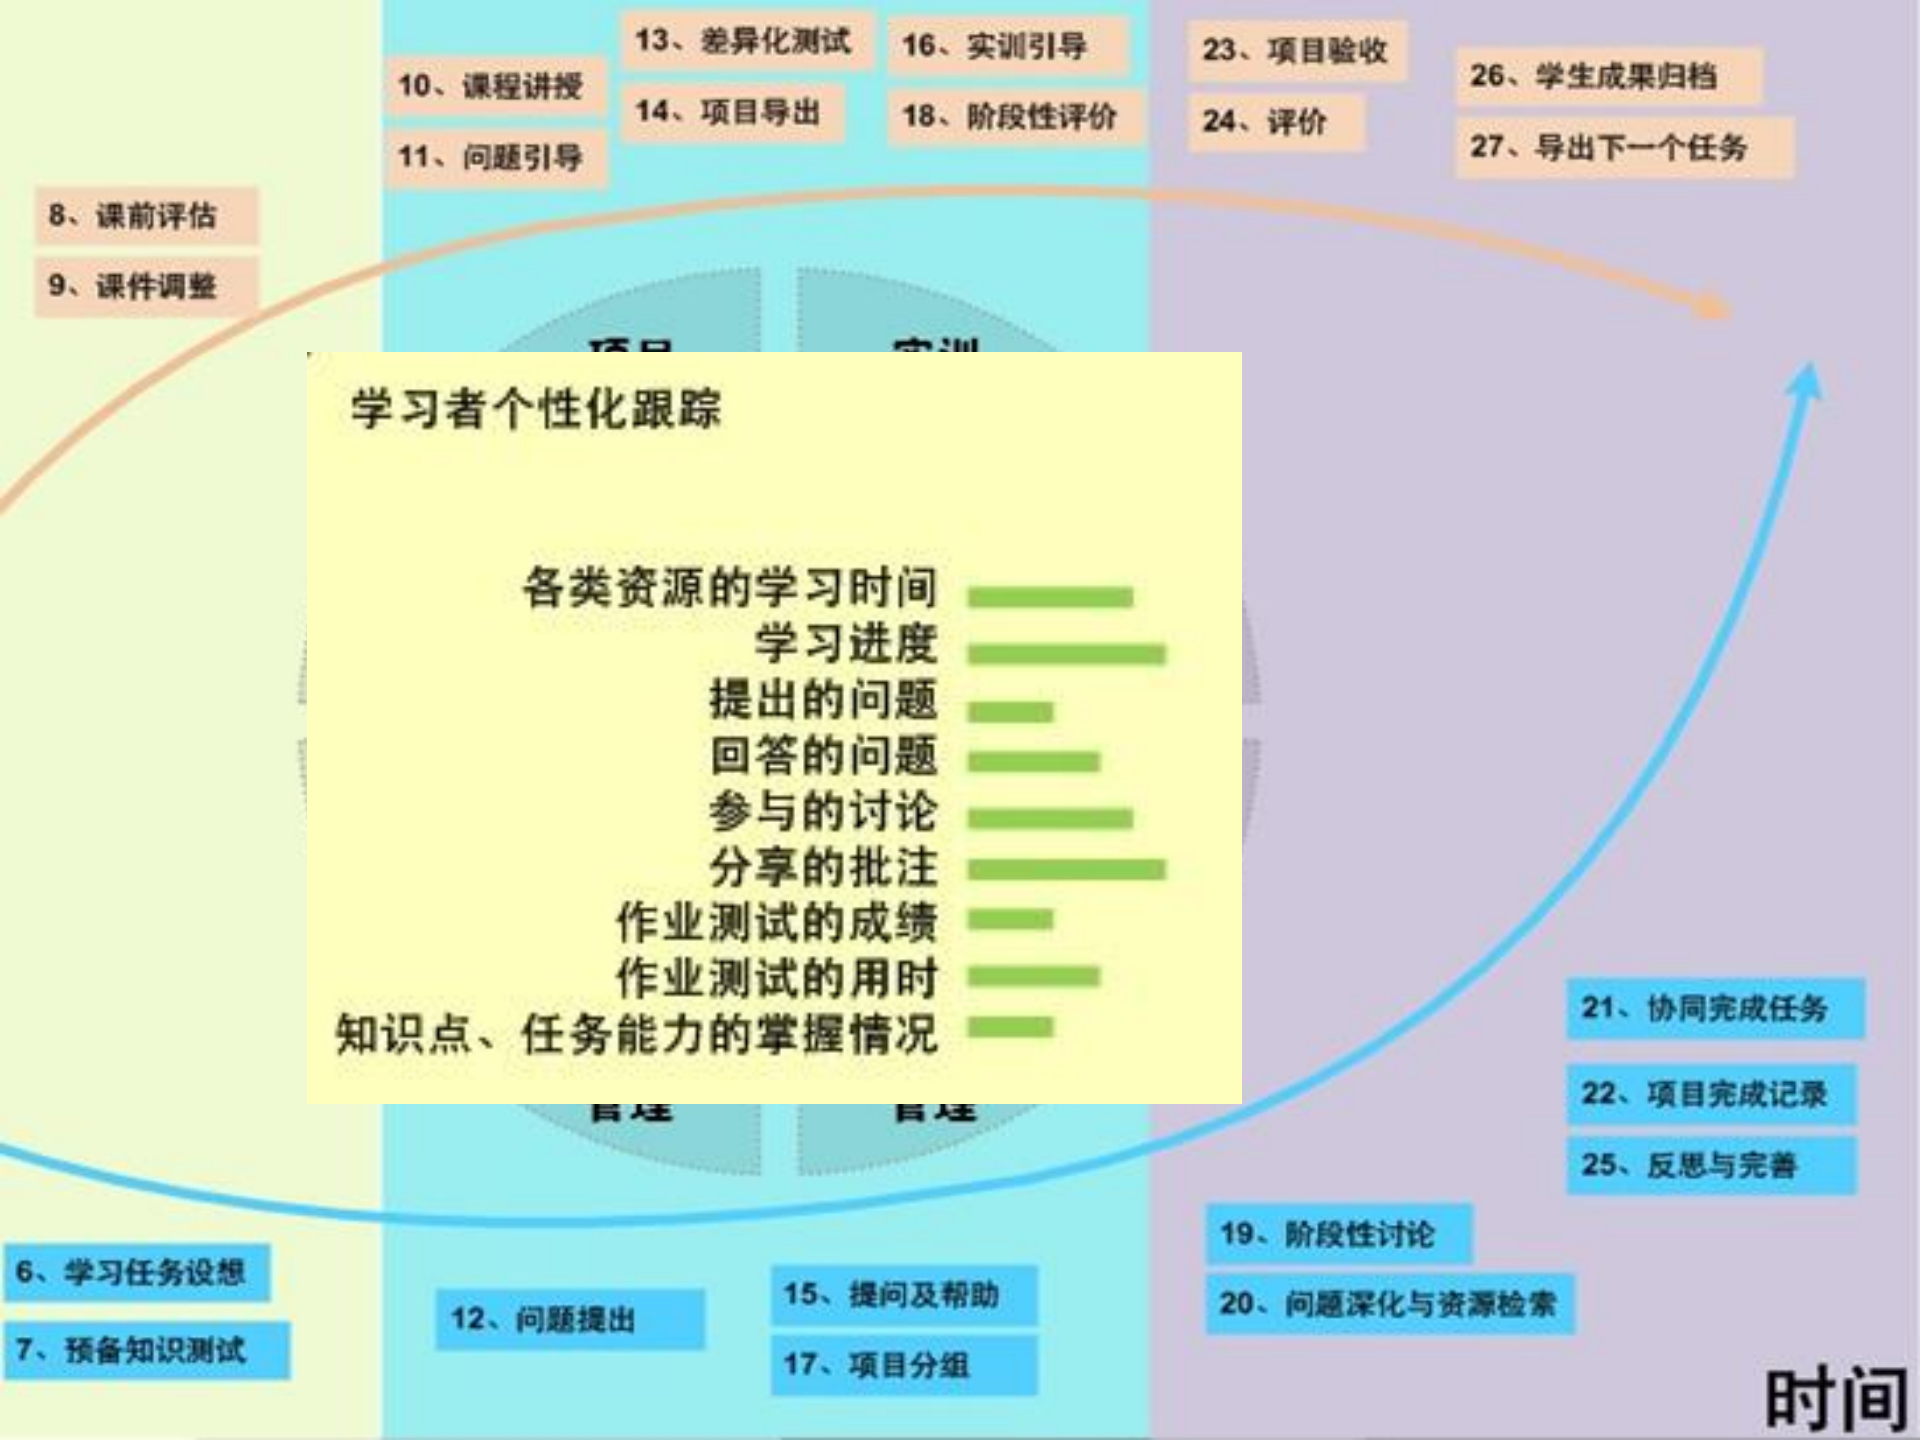 13、差异化测试
16、实训引导
23、项目验收
26、学生成果归档
10、课程讲授
14、项目导出
18、阶段性评价
24、评价
27、导出下一个任务
11、问题引导
8、课前评估
9、课件调整
项目
实训
学习者个性化跟踪
各类资源的学习时间
学习进度
提出的问题
回答的问题
参与的讨论
分享的批注
作业测试的成绩
作业测试的用时
知识点、任务能力的掌握情况
管理
管理
21、协同完成任务
22、项目完成记录
25、反思与完善
19、阶段性讨论
20、问题深化与资源检索
6、学习任务设想
7、预备知识测试
12、问题提出
15、提问及帮助
17、项目分组
时间